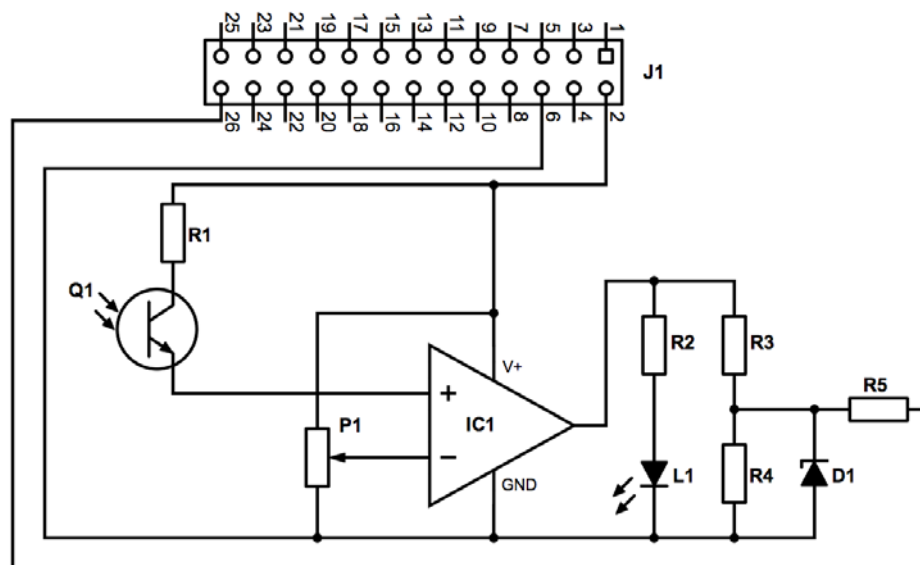 25 23 21 19 17 15 13 11 9 7 5 3 1
J1
26 24 22 20 18 16 14 12 10 8 6 4 2
R1
Q1
R2
R3
V+
R5
+
P1
IC1
−
L1
R4
D1
GND